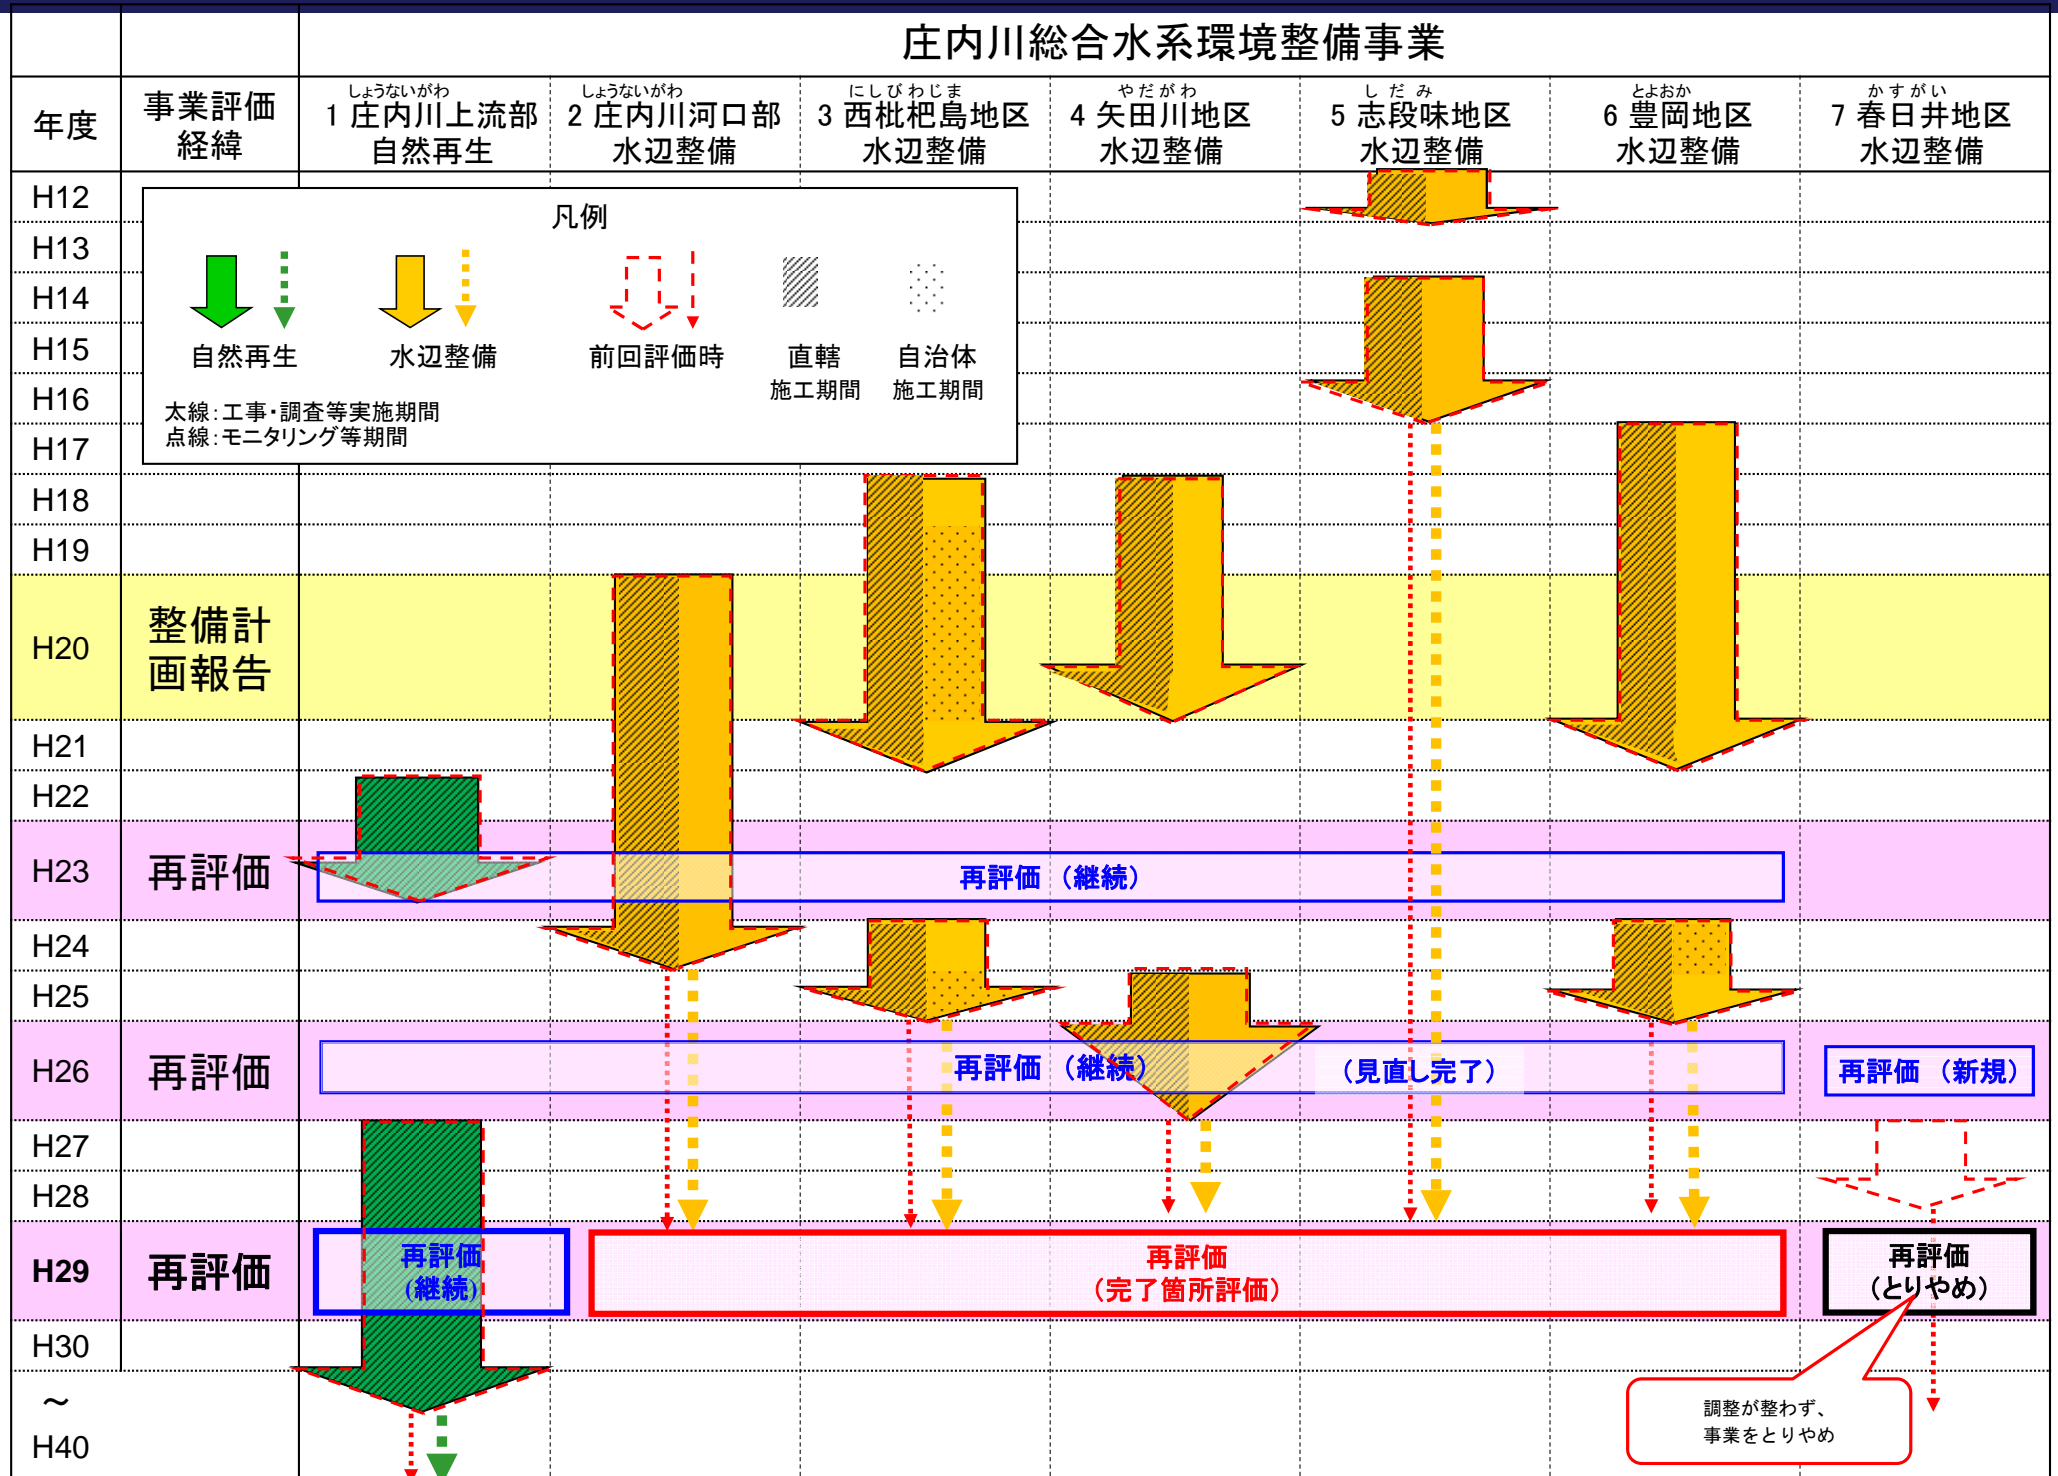 庄内川総合水系環境整備事業
年度
事業評価
経緯
しょうないがわ
1 庄内川上流部
自然再生
しょうないがわ
2 庄内川河口部
水辺整備
にしびわじま
3 西枇杷島地区
水辺整備
やだがわ
4 矢田川地区
水辺整備
しだみ
5 志段味地区
水辺整備
とよおか
6 豊岡地区
水辺整備
かすがい
7 春日井地区
水辺整備
凡例
自然再生
水辺整備
前回評価時
直轄
施工期間
自治体
施工期間
太線:工事・調査等実施期間
点線:モニタリング等期間
H12
H13
H14
H15
H16
H17
H18
H19
H20
整備計
画報告
H21
H22
H23
再評価
再評価 (継続)
H24
H25
H26
再評価
再評価 (継続)
(見直し完了)
再評価 (新規)
H27
H28
H29
再評価
再評価
(継続)
再評価
(完了箇所評価)
再評価
(とりやめ)
H30
～
H40
調整が整わず、
事業をとりやめ